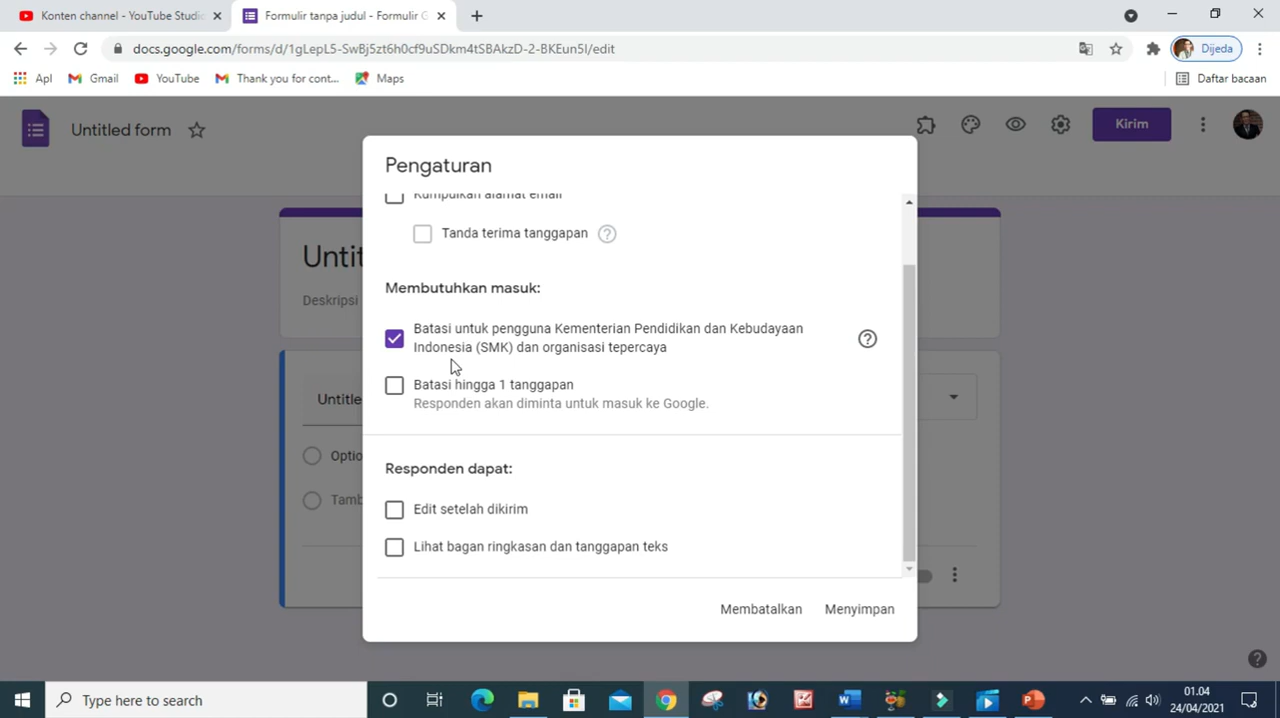 Konten channel - YouTube Studio
Formulir tanpa judul - Formulir G
docs.google.com/forms/d/1gLepL5-SwBj5zt6h0cf9uSDkm4tSBAkzD-2-BKEun5I/edit
Dijeda
Apl
Gmail
YouTube
Thank you for cont...
Maps
Daftar bacaan
Untitled form
Kirim
Pengaturan
Kumpulkan alamat email
Tanda terima tanggapan
Untit
Membutuhkan masuk:
Deskripsi
Batasi untuk pengguna Kementerian Pendidikan dan Kebudayaan
Indonesia (SMK) dan organisasi tepercaya
Batasi hingga 1 tanggapan
Untitle
Responden akan diminta untuk masuk ke Google.
Optio
Responden dapat:
Tamb
Edit setelah dikirim
Lihat bagan ringkasan dan tanggapan teks
Membatalkan
Menyimpan
Type here to search
01.04
24/04/2021